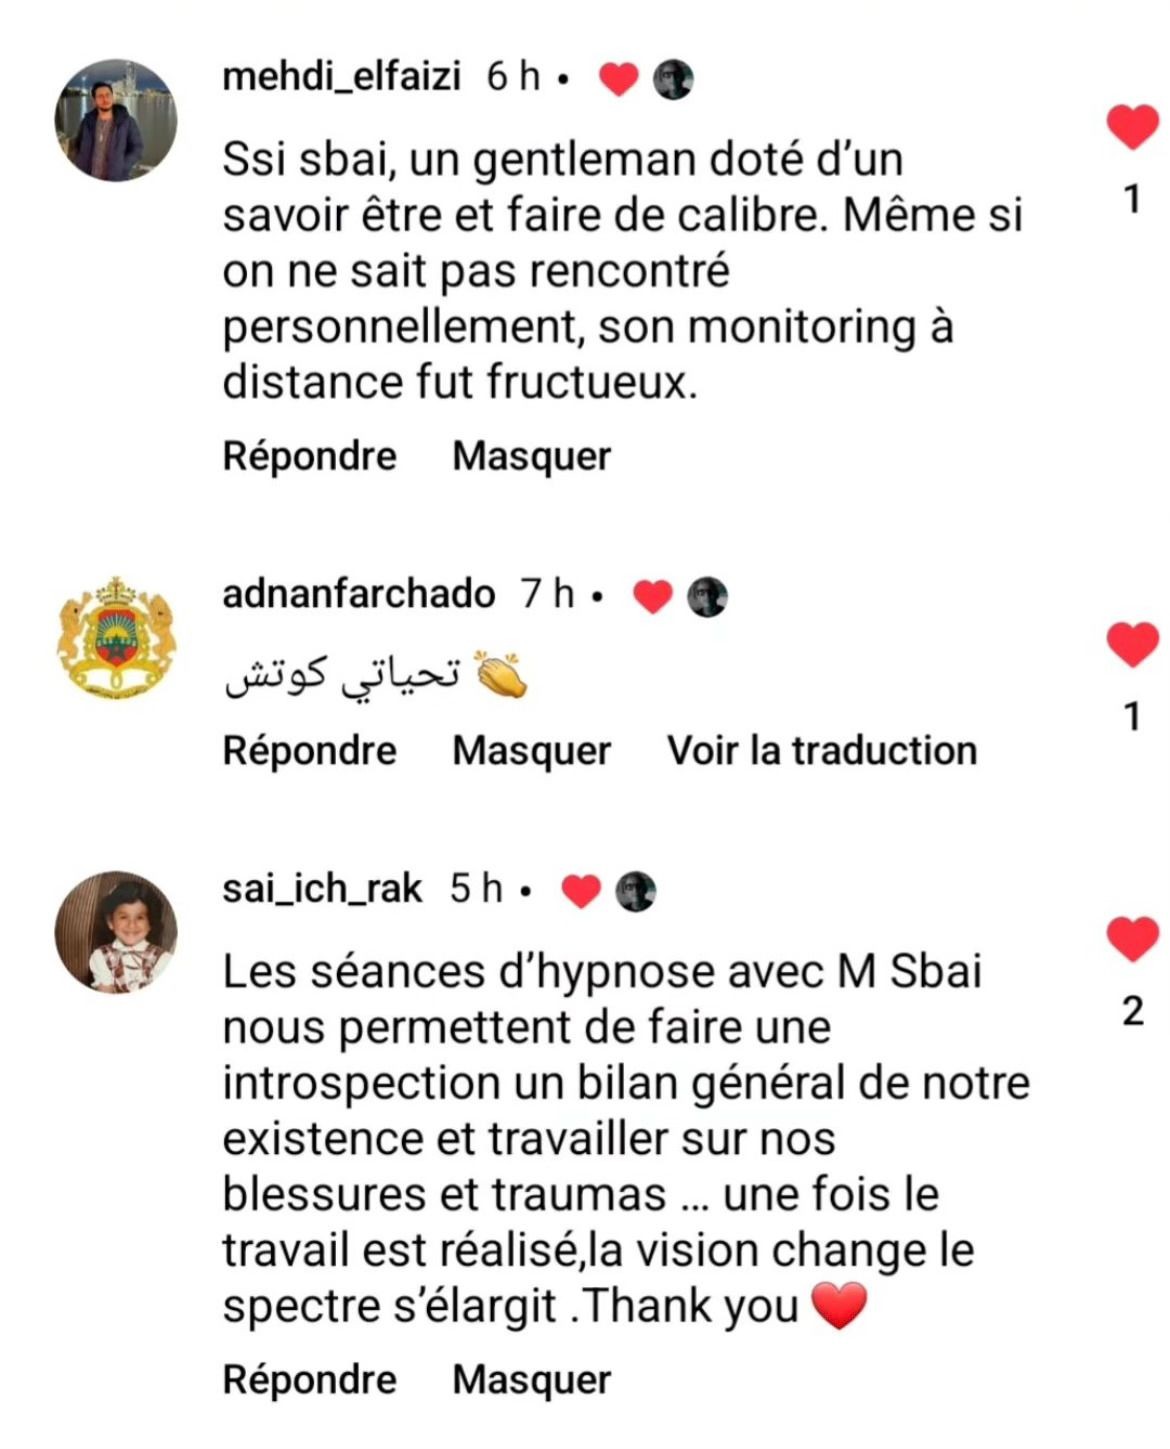 mehdi_elfaizi 6 h •
Ssi sbai, un gentleman doté d’un
savoir être et faire de calibre. Même si
on ne sait pas rencontré
personnellement, son monitoring à
distance fut fructueux.
1
Répondre Masquer
adnanfarchado 7 h •
تحياتي كوتش 👏
1
Répondre Masquer Voir la traduction
sai_ich_rak 5 h •
Les séances d’hypnose avec M Sbai
nous permettent de faire une
introspection un bilan général de notre
existence et travailler sur nos
blessures et traumas ... une fois le
travail est réalisé,la vision change le
spectre s’élargit .Thank you ❤️
2
Répondre Masquer